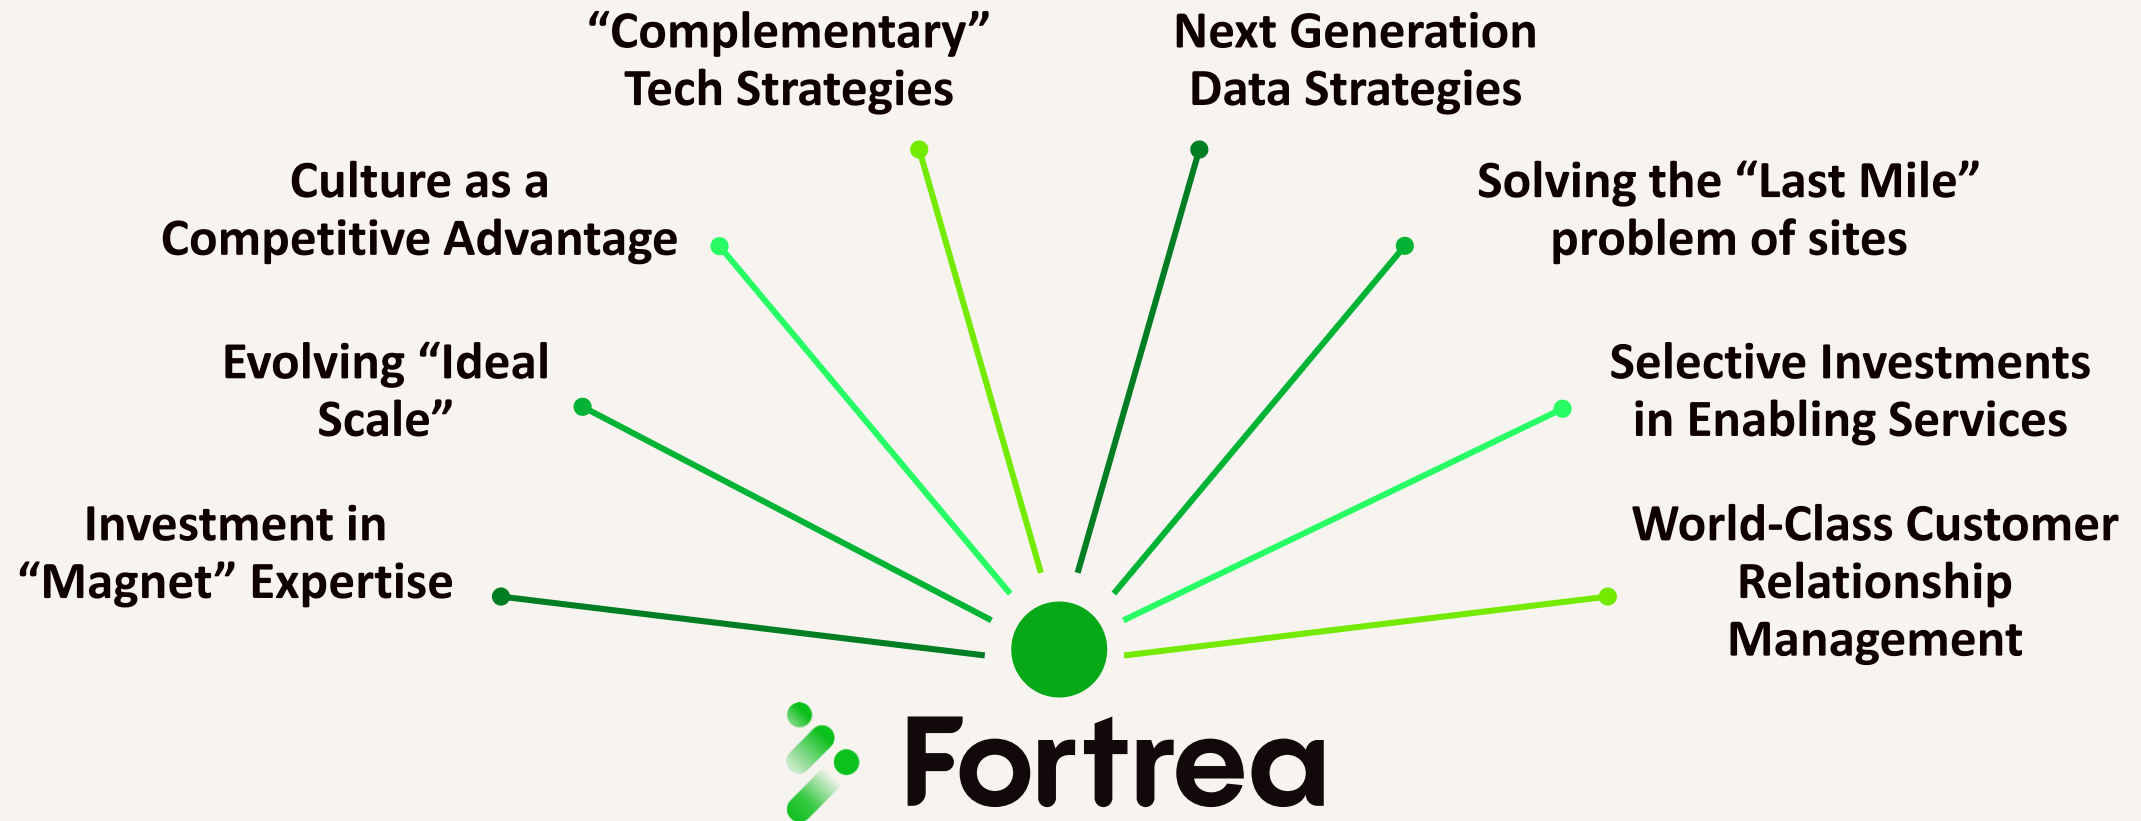 “Complementary”
Tech Strategies
Next Generation
Data Strategies
Culture as a
Competitive Advantage
Solving the “Last Mile”
problem of sites
Evolving “Ideal
Scale”
Selective Investments
in Enabling Services
Investment in
“Magnet” Expertise
World-Class Customer
Relationship
Management
Fortrea